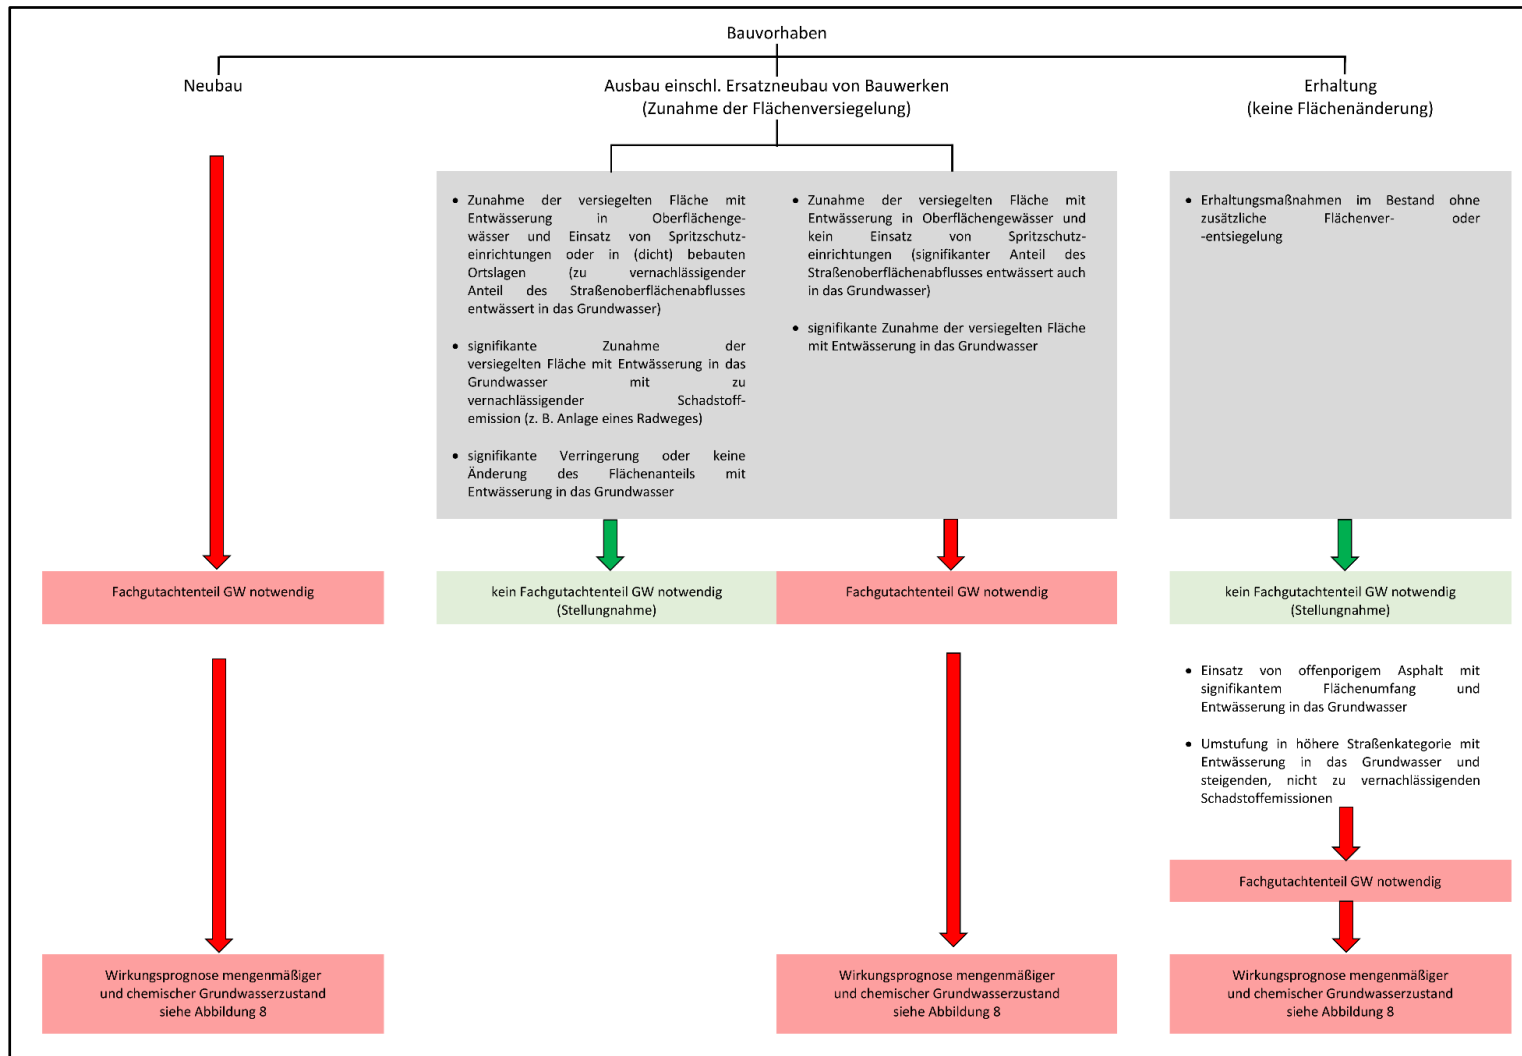 Bauvorhaben
Neubau
Ausbau einschl. Ersatzneubau von Bauwerken
(Zunahme der Flächenversiegelung)
Erhaltung
(keine Flächenänderung)
• Zunahme der versiegelten Fläche mit
Entwässerung in Oberflächenge-
wässer und Einsatz von Spritzschutz-
einrichtungen oder in (dicht) bebauten
Ortslagen (zu vernachlässigender
Anteil des Straßenoberflächenabflusses
entwässert in das Grundwasser)
• signifikante Zunahme der
versiegelten Fläche mit Entwässerung in das
Grundwasser mit zu
vernachlässigender Schadstoff-
emission (z. B. Anlage eines Radweges)
• signifikante Verringerung oder keine
Änderung des Flächenanteils mit
Entwässerung in das Grundwasser
• Zunahme der versiegelten Fläche mit
Entwässerung in Oberflächengewässer und
kein Einsatz von Spritzschutz-
einrichtungen (signifikanter Anteil des
Straßenoberflächenabflusses entwässert auch
in das Grundwasser)
• signifikante Zunahme der versiegelten Fläche
mit Entwässerung in das Grundwasser
• Erhaltungsmaßnahmen im Bestand ohne
zusätzliche Flächenver- oder
-entsiegelung
Fachgutachtenteil GW notwendig
kein Fachgutachtenteil GW notwendig
(Stellungnahme)
Fachgutachtenteil GW notwendig
kein Fachgutachtenteil GW notwendig
(Stellungnahme)
• Einsatz von offenporigem Asphalt mit
signifikantem Flächenumfang und
Entwässerung in das Grundwasser
• Umstufung in höhere Straßenkategorie mit
Entwässerung in das Grundwasser und
steigenden, nicht zu vernachlässigenden
Schadstoffemissionen
Fachgutachtenteil GW notwendig
Wirkungsprognose mengenmäßiger
und chemischer Grundwasserzustand
siehe Abbildung 8
Wirkungsprognose mengenmäßiger
und chemischer Grundwasserzustand
siehe Abbildung 8
Wirkungsprognose mengenmäßiger
und chemischer Grundwasserzustand
siehe Abbildung 8